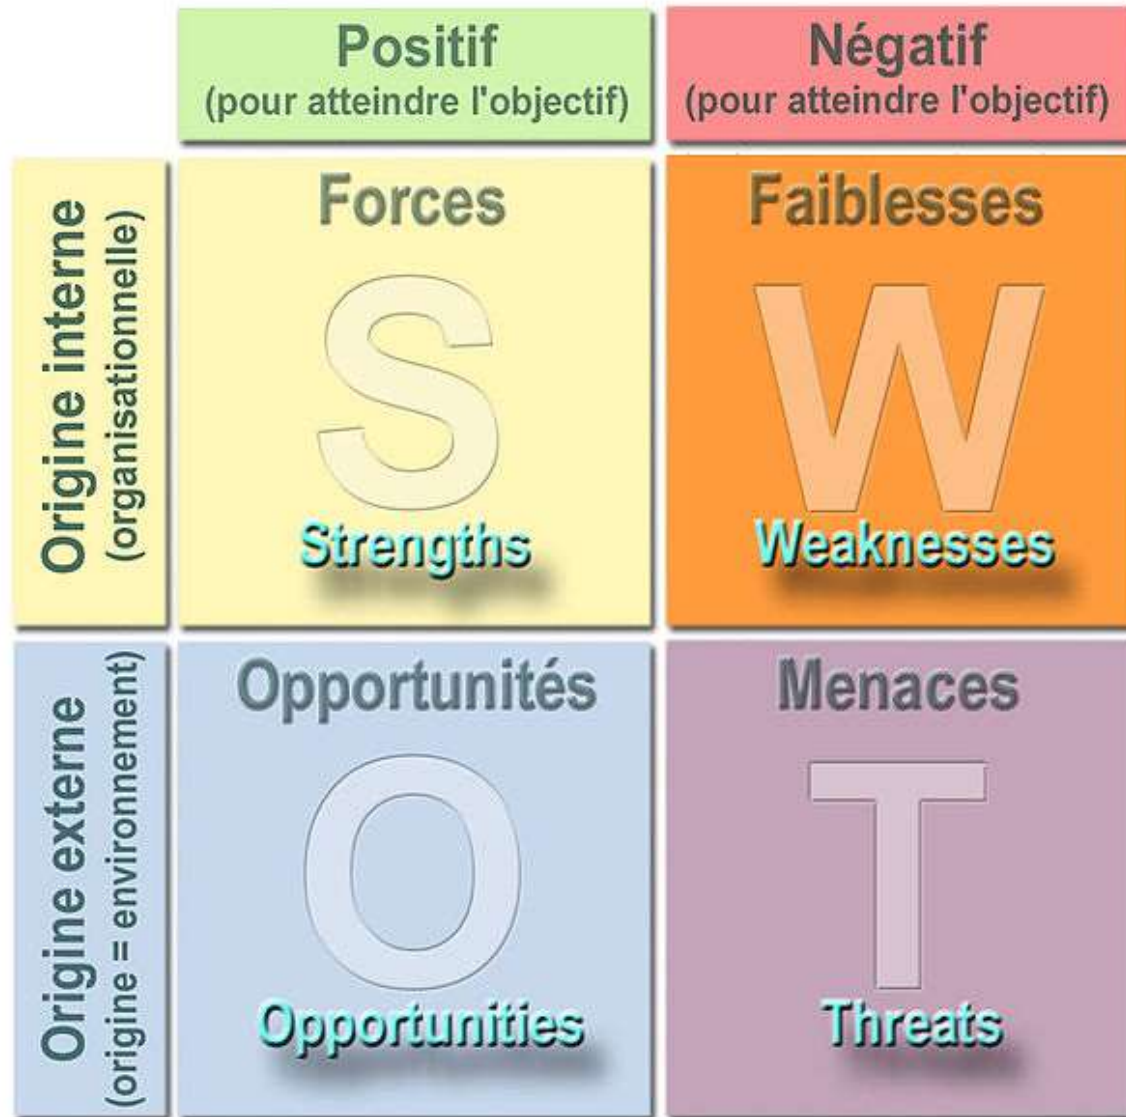 Positif
(pour atteindre l'objectif)
Négatif
(pour atteindre l'objectif)
Origine interne
(organisationnelle)
Forces
S
Strengths
Faiblesses
W
Weaknesses
Origine externe
(origine = environnement)
Opportunités
O
Opportunities
Menaces
T
Threats